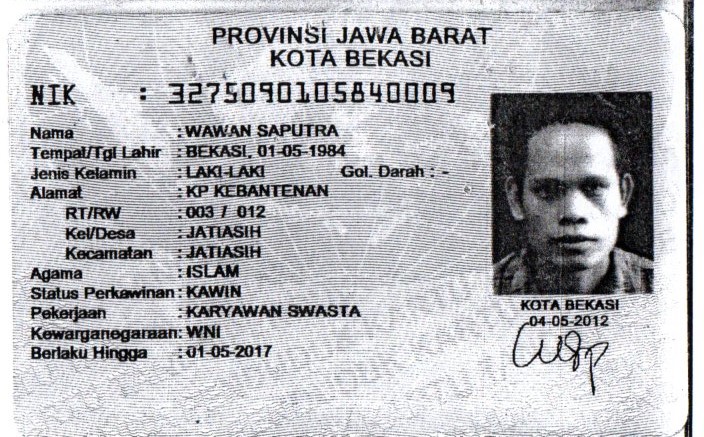 PROVINSI JAWA BARAT
KOTA BEKASI
NIK : 3275090105840009
Nama : WAWAN SAPUTRA
Tempat/Tgl Lahir : BEKASI, 01-05-1984
Jenis Kelamin : LAKI-LAKI Gol. Darah : -
Alamat : KP KEBANTENAN
RT/RW : 003 / 012
Kel/Desa : JATIASIH
Kecamatan : JATIASIH
Agama : ISLAM
Status Perkawinan : KAWIN
Pekerjaan : KARYAWAN SWASTA
Kewarganegaraan: WNI
Berlaku Hingga : 01-05-2017
KOTA BEKASI
04-05-2012